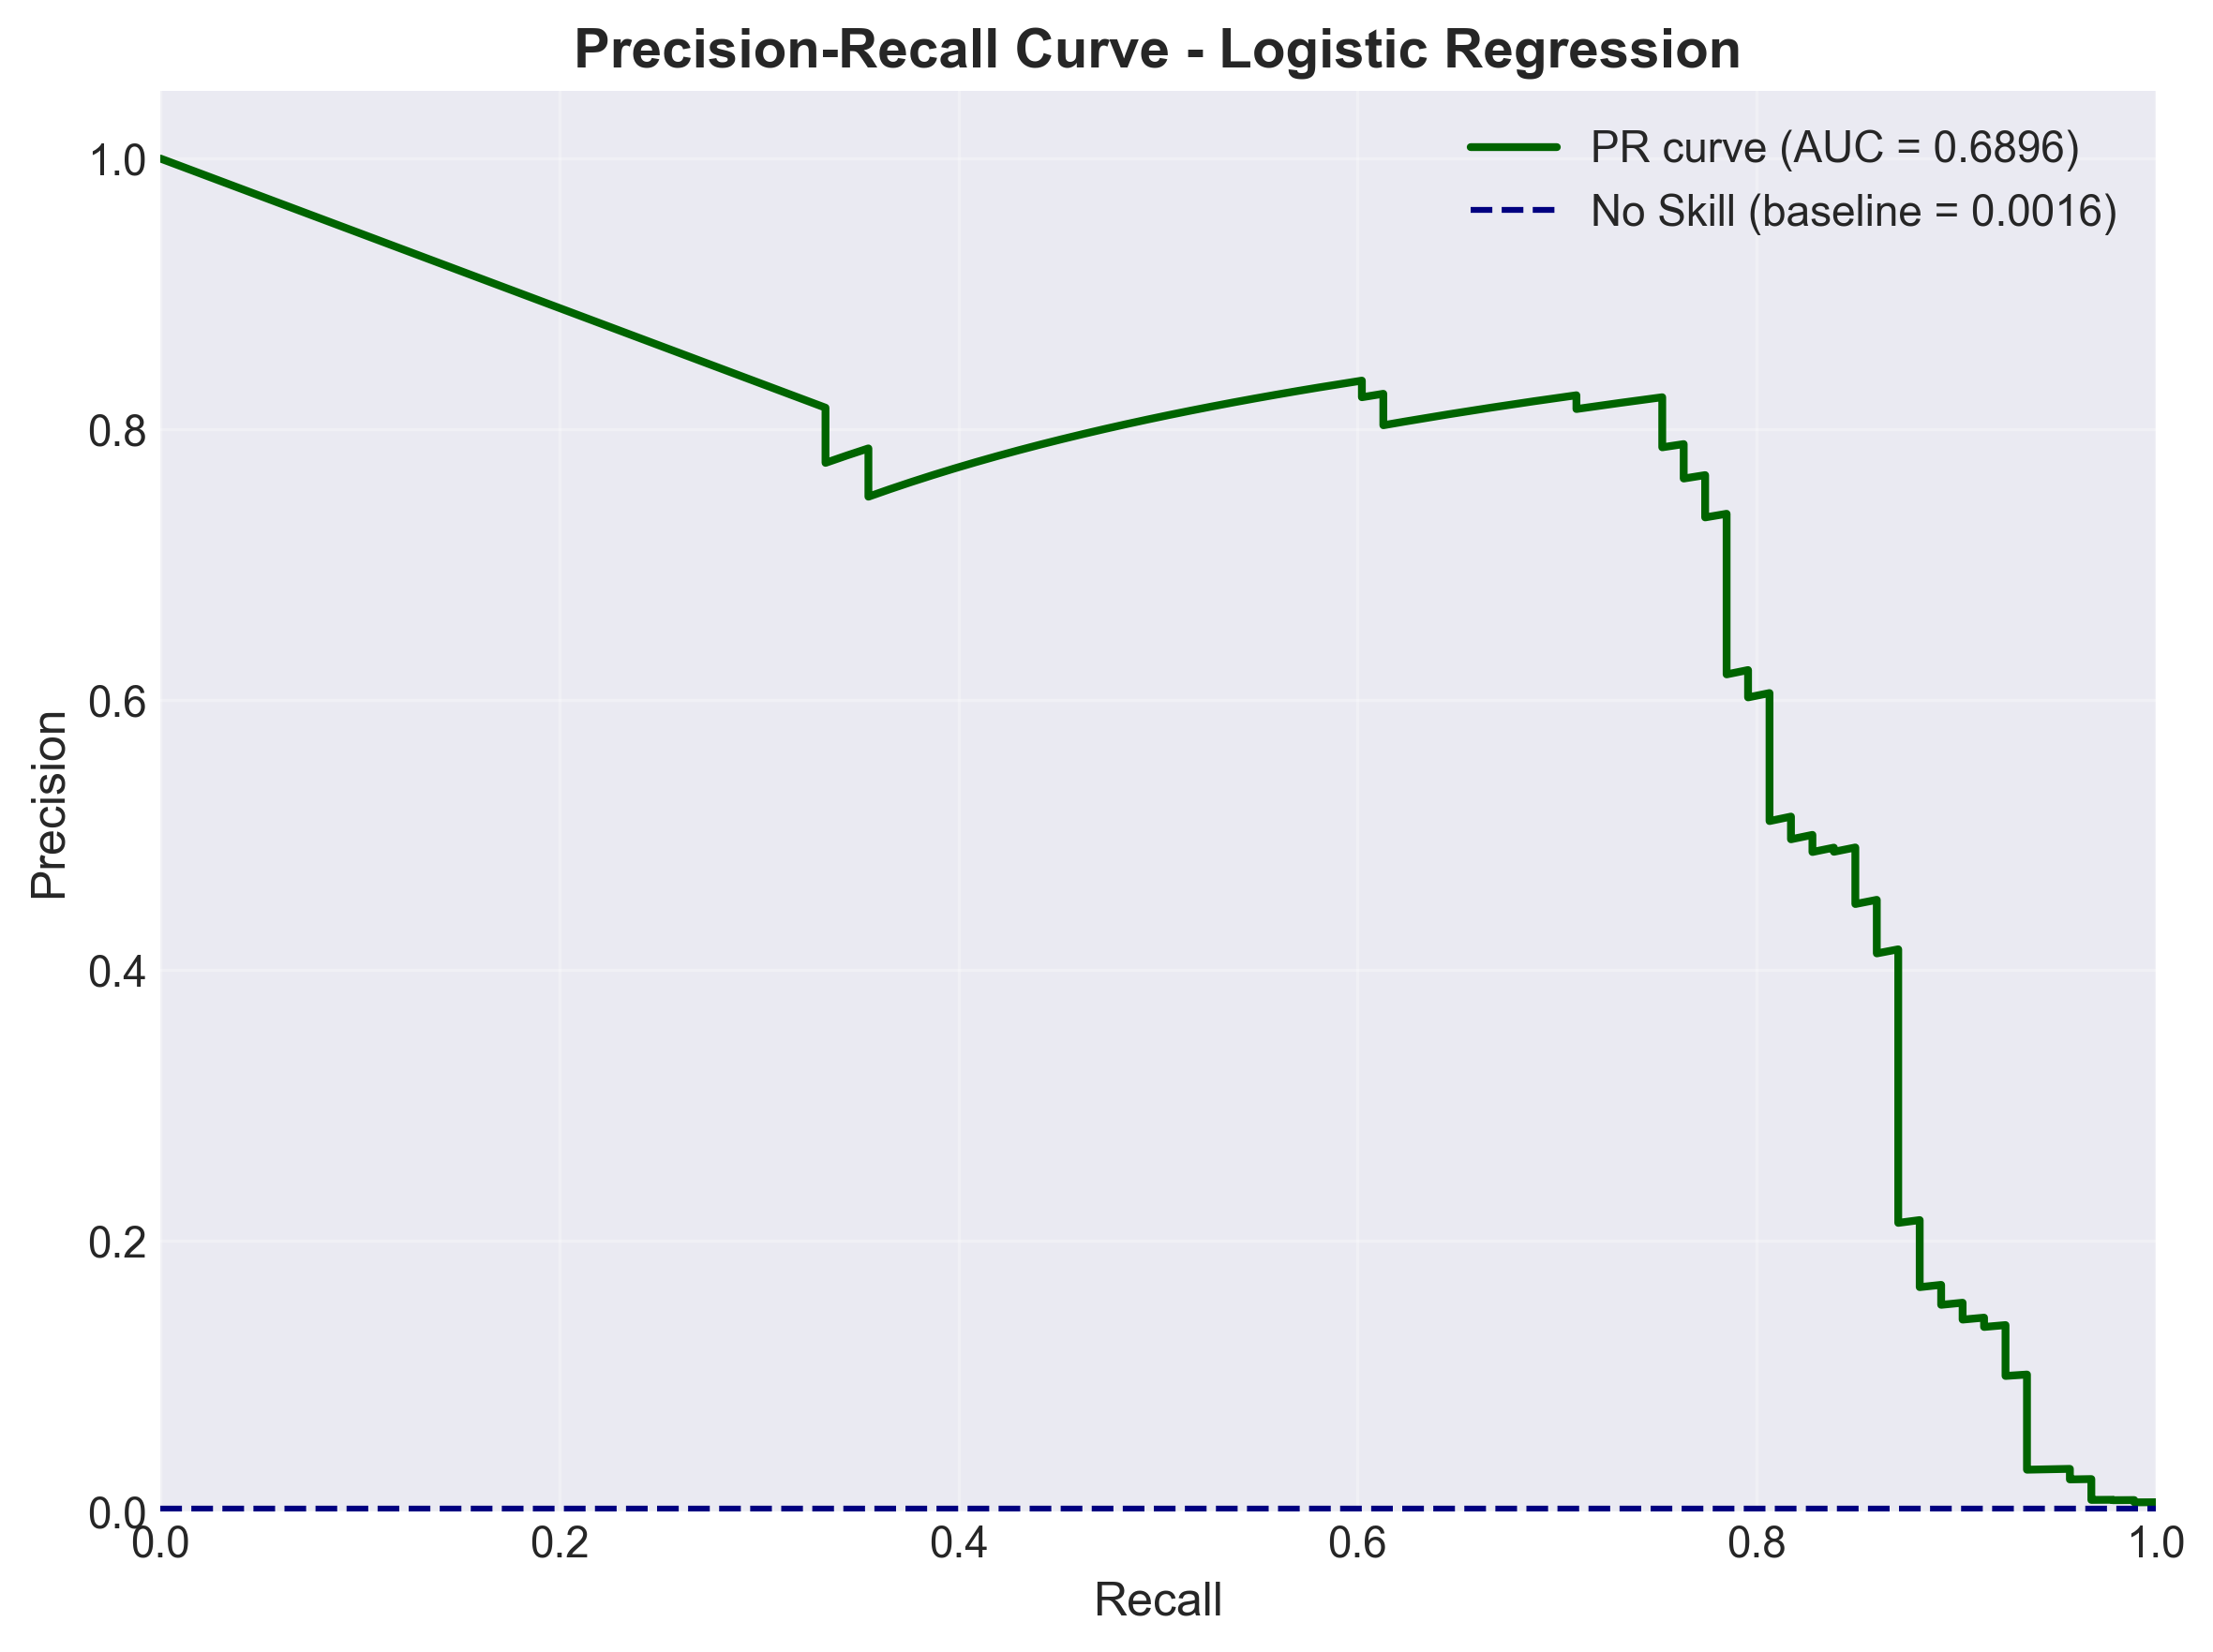 Precision-Recall Curve - Logistic Regression
PR curve (AUC = 0.6896)
No Skill (baseline = 0.0016)
1.0
0.8
0.6
0.4
0.2
0.0
Precision
0.0 0.2 0.4 0.6 0.8 1.0
Recall